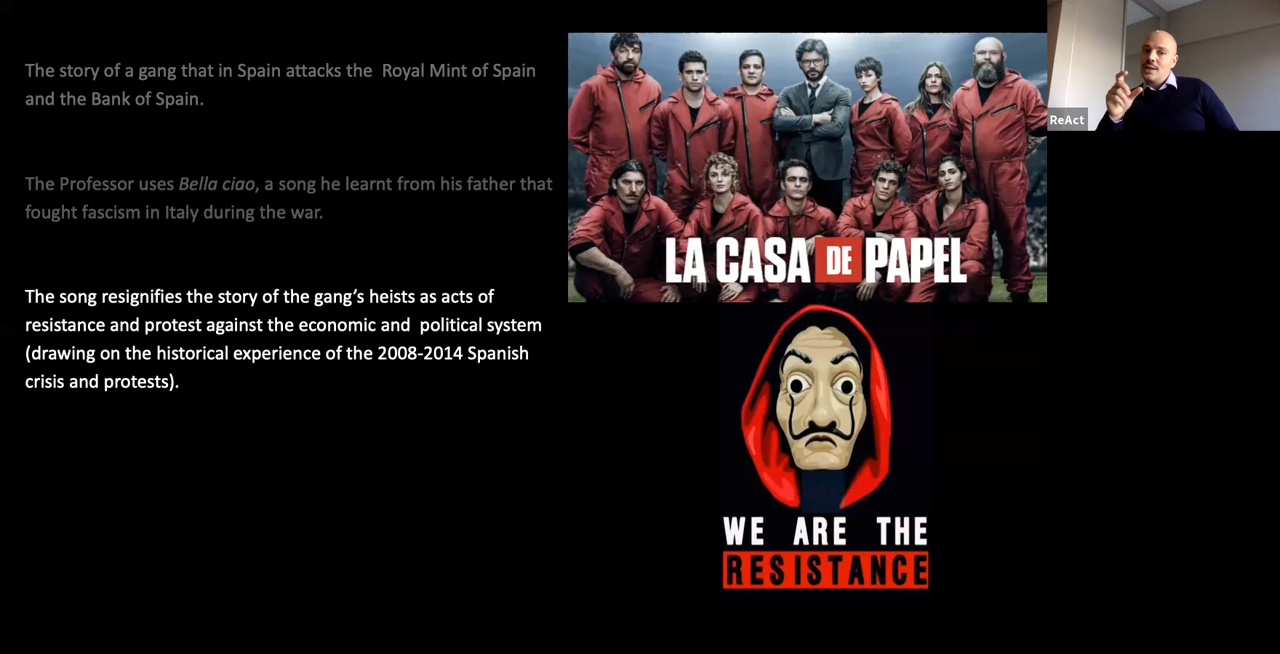 The story of a gang that in Spain attacks the  Royal Mint of Spain
and the Bank of Spain.
The Professor uses Bella ciao, a song he learnt from his father that
fought fascism in Italy during the war.
The song resignifies the story of the gang's heists as acts of
resistance and protest against the economic and  political system
(drawing on the historical experience of the 2008-2014 Spanish
crisis and protests).
LA CASA DE PAPEL
WE ARE THE
RESISTANCE
ReAct